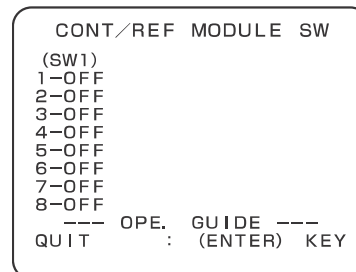 CONT/REF MODULE SW
(SW1)
1-OFF
2-OFF
3-OFF
4-OFF
5-OFF
6-OFF
7-OFF
8-OFF
--- OPE. GUIDE ---
QUIT : (ENTER) KEY